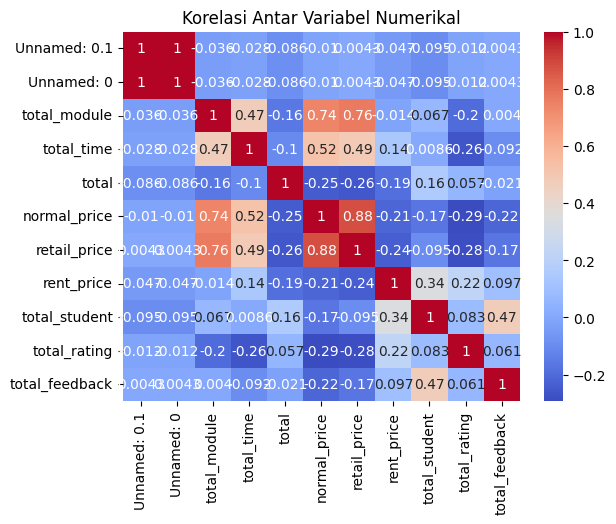 Korelasi Antar Variabel Numerikal
Unnamed: 0.1 1 1 -0.036 -0.028 -0.086 -0.01 0.0043 -0.047 -0.095 -0.012 0.0043
Unnamed: 0 1 1 -0.036 -0.028 -0.086 -0.01 0.0043 -0.047 -0.095 -0.012 0.0043
total_module -0.036 -0.036 1 0.47 -0.16 0.74 0.76 -0.014 0.067 -0.2 0.004
total_time -0.028 -0.028 0.47 1 -0.1 0.52 0.49 0.14 0.0086 -0.26 -0.092
total -0.086 -0.086 -0.16 -0.1 1 -0.25 -0.26 -0.19 0.16 0.057 -0.021
normal_price -0.01 -0.01 0.74 0.52 -0.25 1 0.88 -0.21 -0.17 -0.29 -0.22
retail_price 0.0043 0.0043 0.76 0.49 -0.26 0.88 1 -0.24 -0.095 -0.28 -0.17
rent_price -0.047 -0.047 -0.014 0.14 -0.19 -0.21 -0.24 1 0.34 0.22 0.097
total_student -0.095 -0.095 0.067 0.0086 0.16 -0.17 -0.095 0.34 1 0.083 0.47
total_rating -0.012 -0.012 -0.2 -0.26 0.057 -0.29 -0.28 0.22 0.083 1 0.061
total_feedback 0.0043 0.0043 0.004 -0.092 -0.021 -0.22 -0.17 0.097 0.47 0.061 1
Unnamed: 0.1
Unnamed: 0
total_module
total_time
total
normal_price
retail_price
rent_price
total_student
total_rating
total_feedback
1.0
0.8
0.6
0.4
0.2
0.0
−0.2